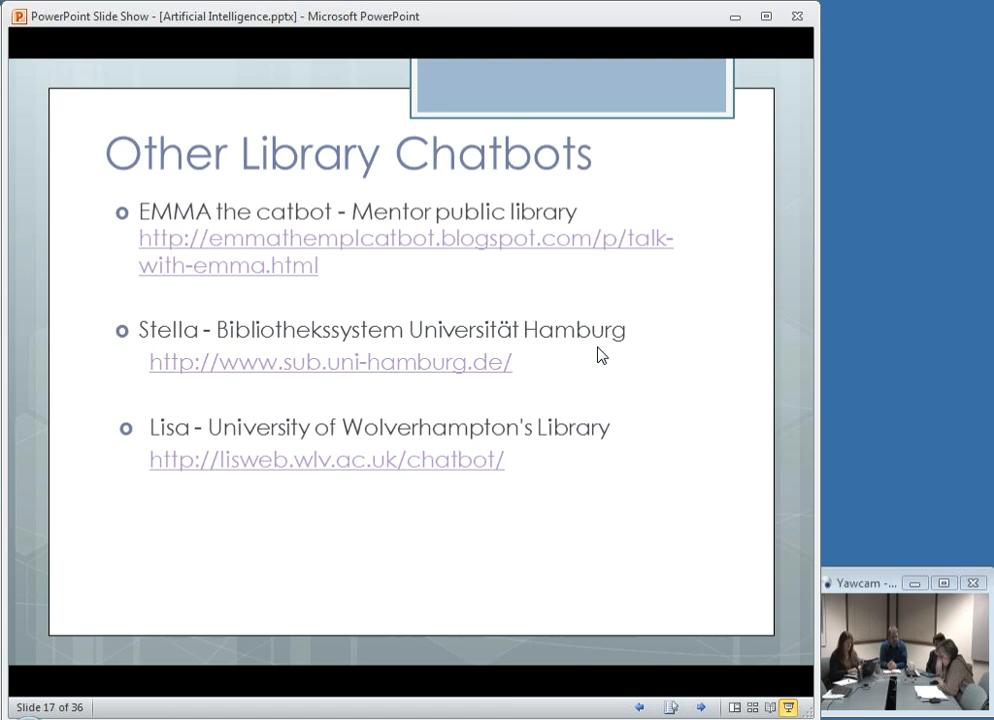 PowerPoint Slide Show - [Artificial Intelligence.pptx] - Microsoft PowerPoint
Other Library Chatbots
EMMA the catbot - Mentor public library
http://emmathemplcatbot.blogspot.com/p/talk-
with-emma.html
Stella - Bibliothekssystem Universität Hamburg
http://www.sub.uni-hamburg.de/
Lisa - University of Wolverhampton's Library
http://lisweb.wlv.ac.uk/chatbot/
Yawcam -...
Slide 17 of 36